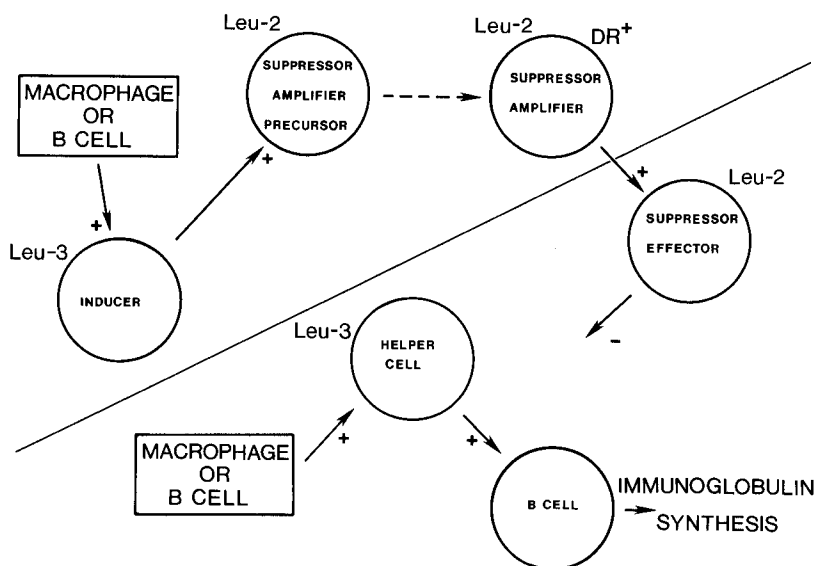 Leu-2
SUPPRESSOR
AMPLIFIER
PRECURSOR
+
Leu-2
DR+
SUPPRESSOR
AMPLIFIER
+
MACROPHAGE
OR
B CELL
+
Leu-3
INDUCER
Leu-2
SUPPRESSOR
EFFECTOR
-
Leu-3
HELPER
CELL
+
MACROPHAGE
OR
B CELL
+
B CELL
IMMUNOGLOBULIN
SYNTHESIS